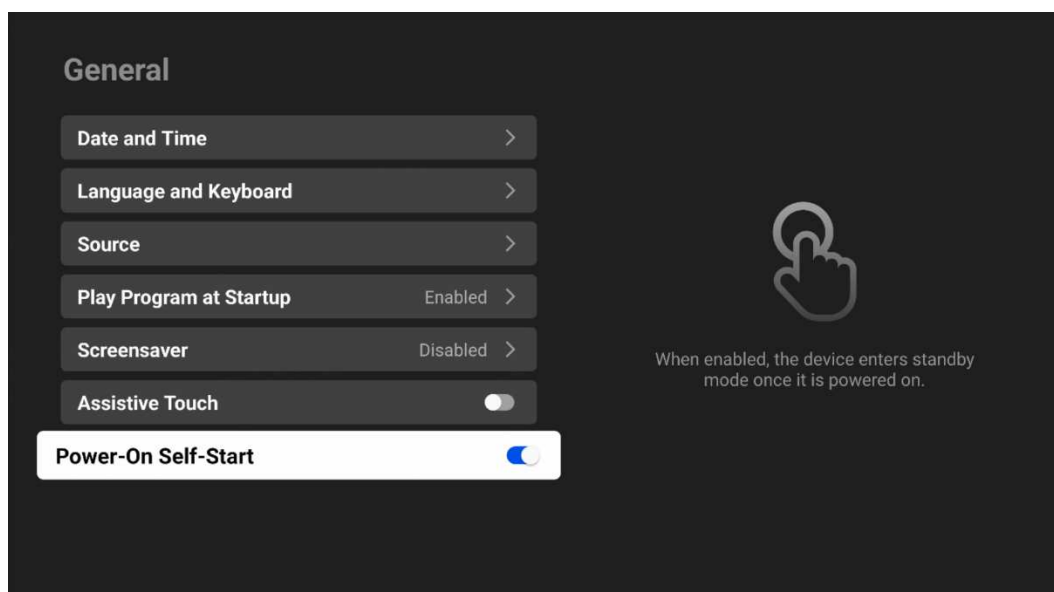 General
Date and Time
Language and Keyboard
Source
Play Program at Startup Enabled
Screensaver Disabled
Assistive Touch
Power-On Self-Start
When enabled, the device enters standby
mode once it is powered on.